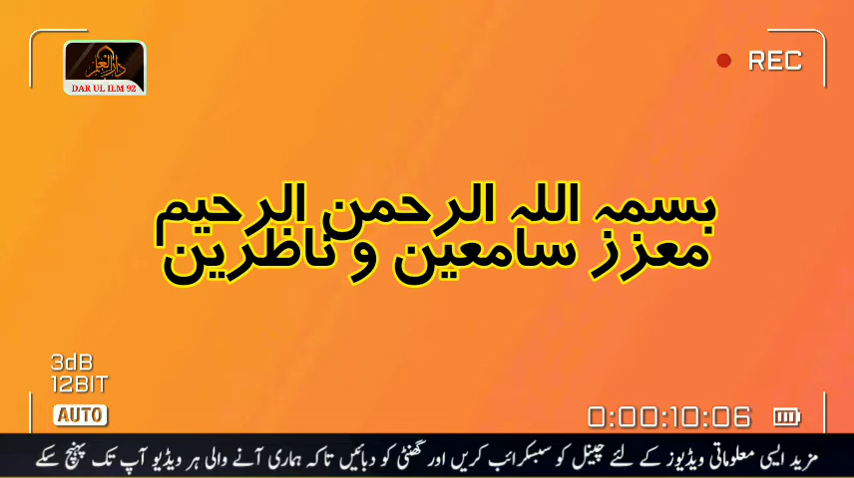 دار العلم
DAR UL ILM 92
REC
بسمہ اللہ الرحمن الرحیم
معزز سامعین و ناظرین
3dB
12BIT
AUTO
0:00:10:06
مزید ایسی معلوماتی ویڈیوز کے لئے چینل کو سبسکرائب کریں اور گھنٹی کو دبائیں تاکہ ہماری آنے والی ہر ویڈیو آپ تک پہنچ سکے